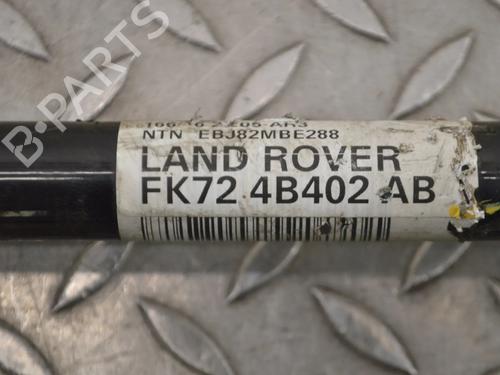 NTN EBJ82MBE288
LAND ROVER
FK72 4B402 AB
B-PARTS